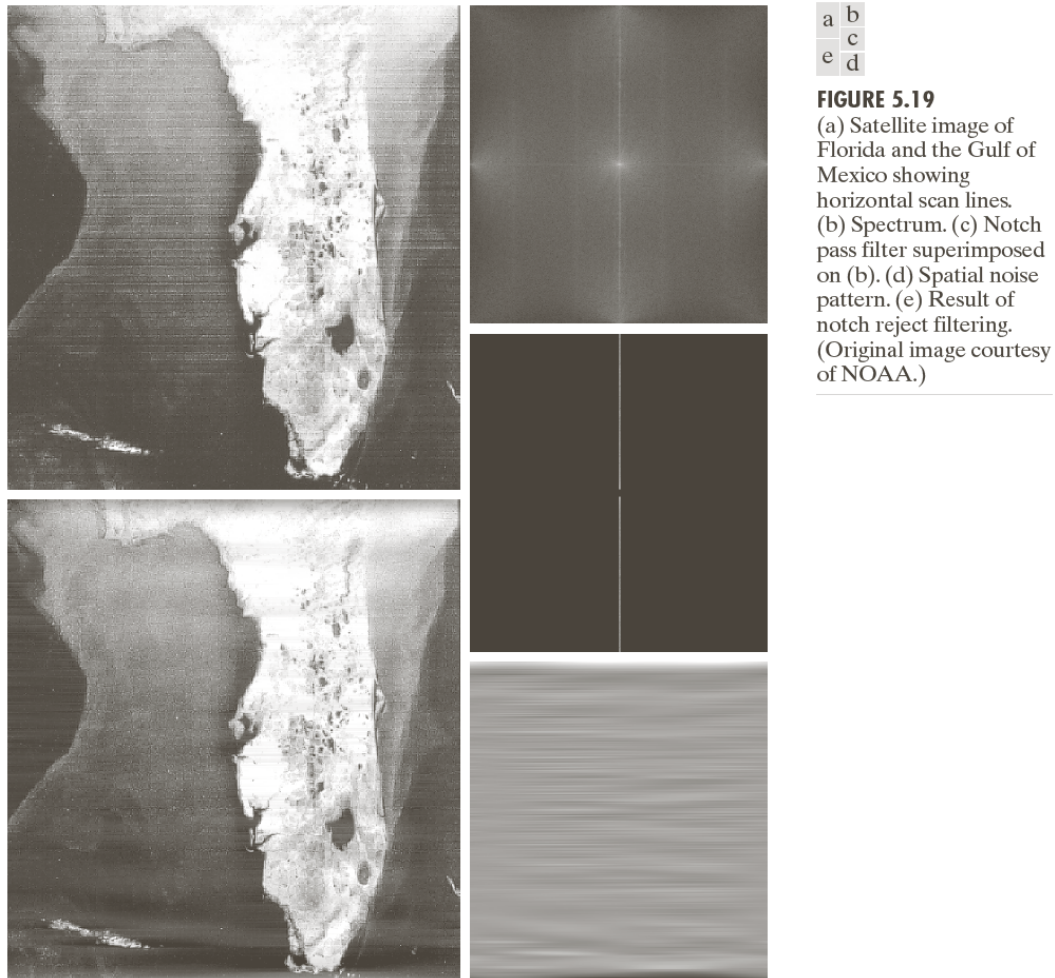 a b
c
e d
FIGURE 5.19
(a) Satellite image of
Florida and the Gulf of
Mexico showing
horizontal scan lines.
(b) Spectrum. (c) Notch
pass filter superimposed
on (b). (d) Spatial noise
pattern. (e) Result of
notch reject filtering.
(Original image courtesy
of NOAA.)